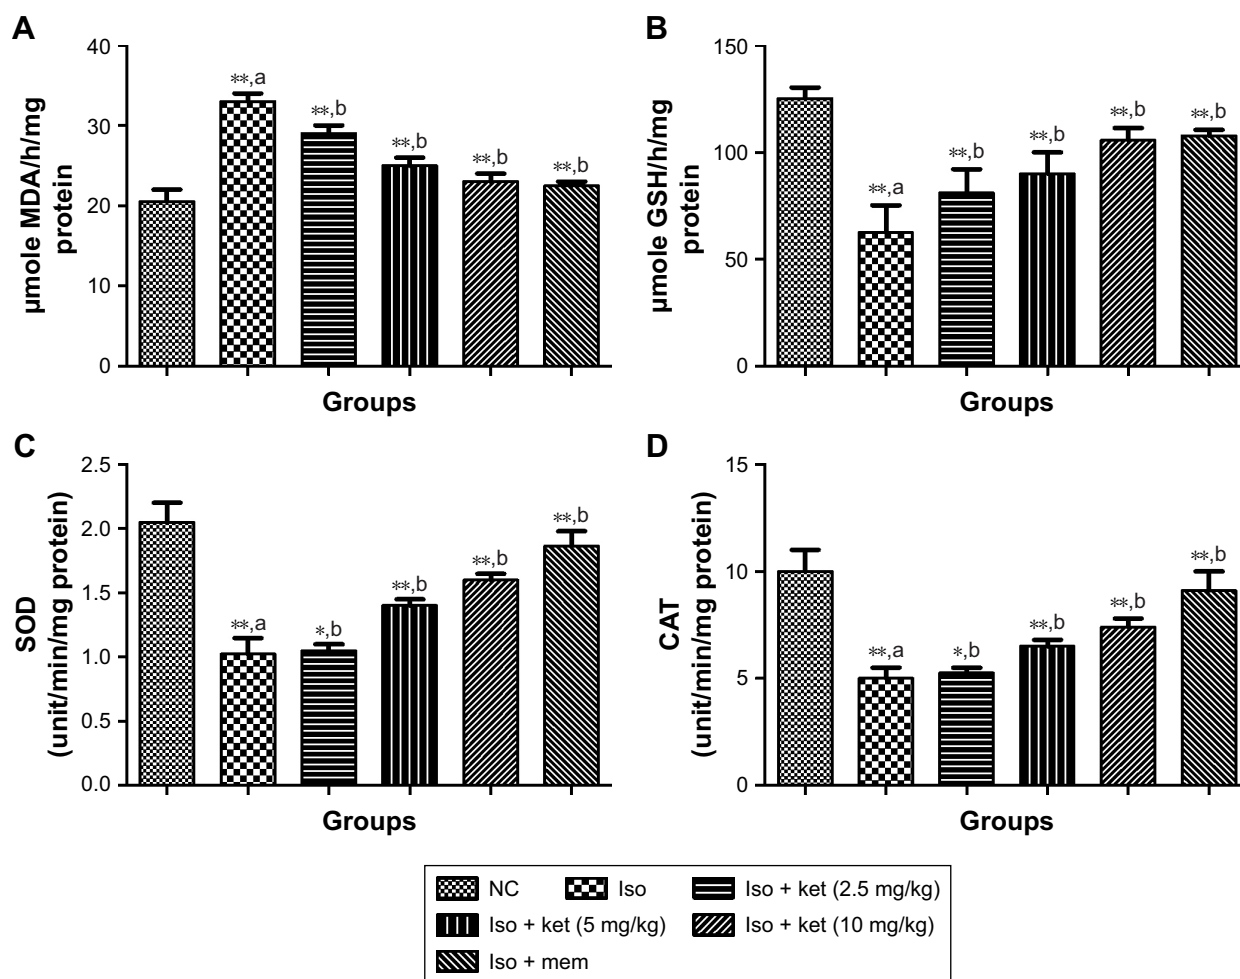 A
µmole MDA/h/mg
protein
40
30
20
10
0
**,a
**,b
**,b
**,b
**,b
Groups
B
µmole GSH/h/mg
protein
150
100
50
0
**,a
**,b
**,b
**,b
**,b
Groups
C
SOD
(unit/min/mg protein)
2.5
2.0
1.5
1.0
0.5
0.0
**,a
*,b
**,b
**,b
**,b
Groups
D
CAT
(unit/min/mg protein)
15
10
5
0
**,a
*,b
**,b
**,b
**,b
Groups
NC Iso Iso + ket (2.5 mg/kg)
Iso + ket (5 mg/kg) Iso + ket (10 mg/kg)
Iso + mem